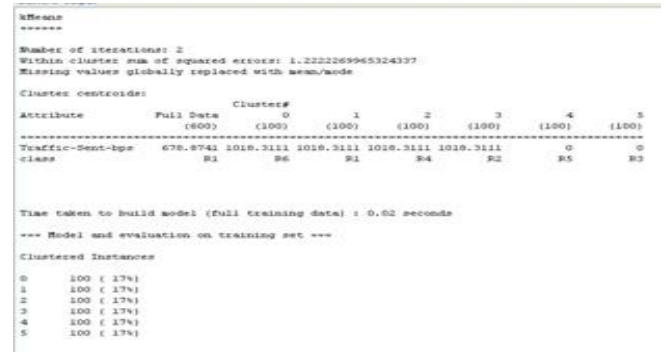 kMeans
======
Number of iterations: 2
Within cluster sum of squared errors: 1.2222269965324337
Missing values globally replaced with mean/mode
Cluster centroids:
Cluster#
Attribute Full Data 0 1 2 3 4 5
(600) (100) (100) (100) (100) (100) (100)
Traffic-Sent-bps 678.8741 1018.3111 1018.3111 1018.3111 1018.3111 0 0
class R1 R6 R1 R4 R2 R5 R3
Time taken to build model (full training data) : 0.02 seconds
=== Model and evaluation on training set ===
Clustered Instances
0 100 ( 17%)
1 100 ( 17%)
2 100 ( 17%)
3 100 ( 17%)
4 100 ( 17%)
5 100 ( 17%)